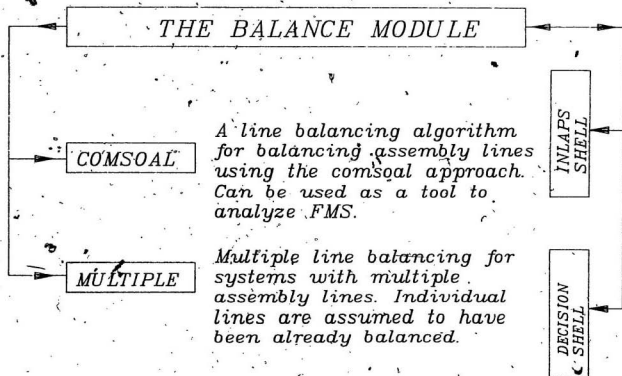 THE BALANCE MODULE
COMSOAL
A line balancing algorithm
for balancing assembly lines
using the comsoal approach.
Can be used as a tool to
analyze FMS.
INLAPS
SHELL
MULTIPLE
Multiple line balancing for
systems with multiple
assembly lines. Individual
lines are assumed to have
been already balanced.
DECISION
SHELL